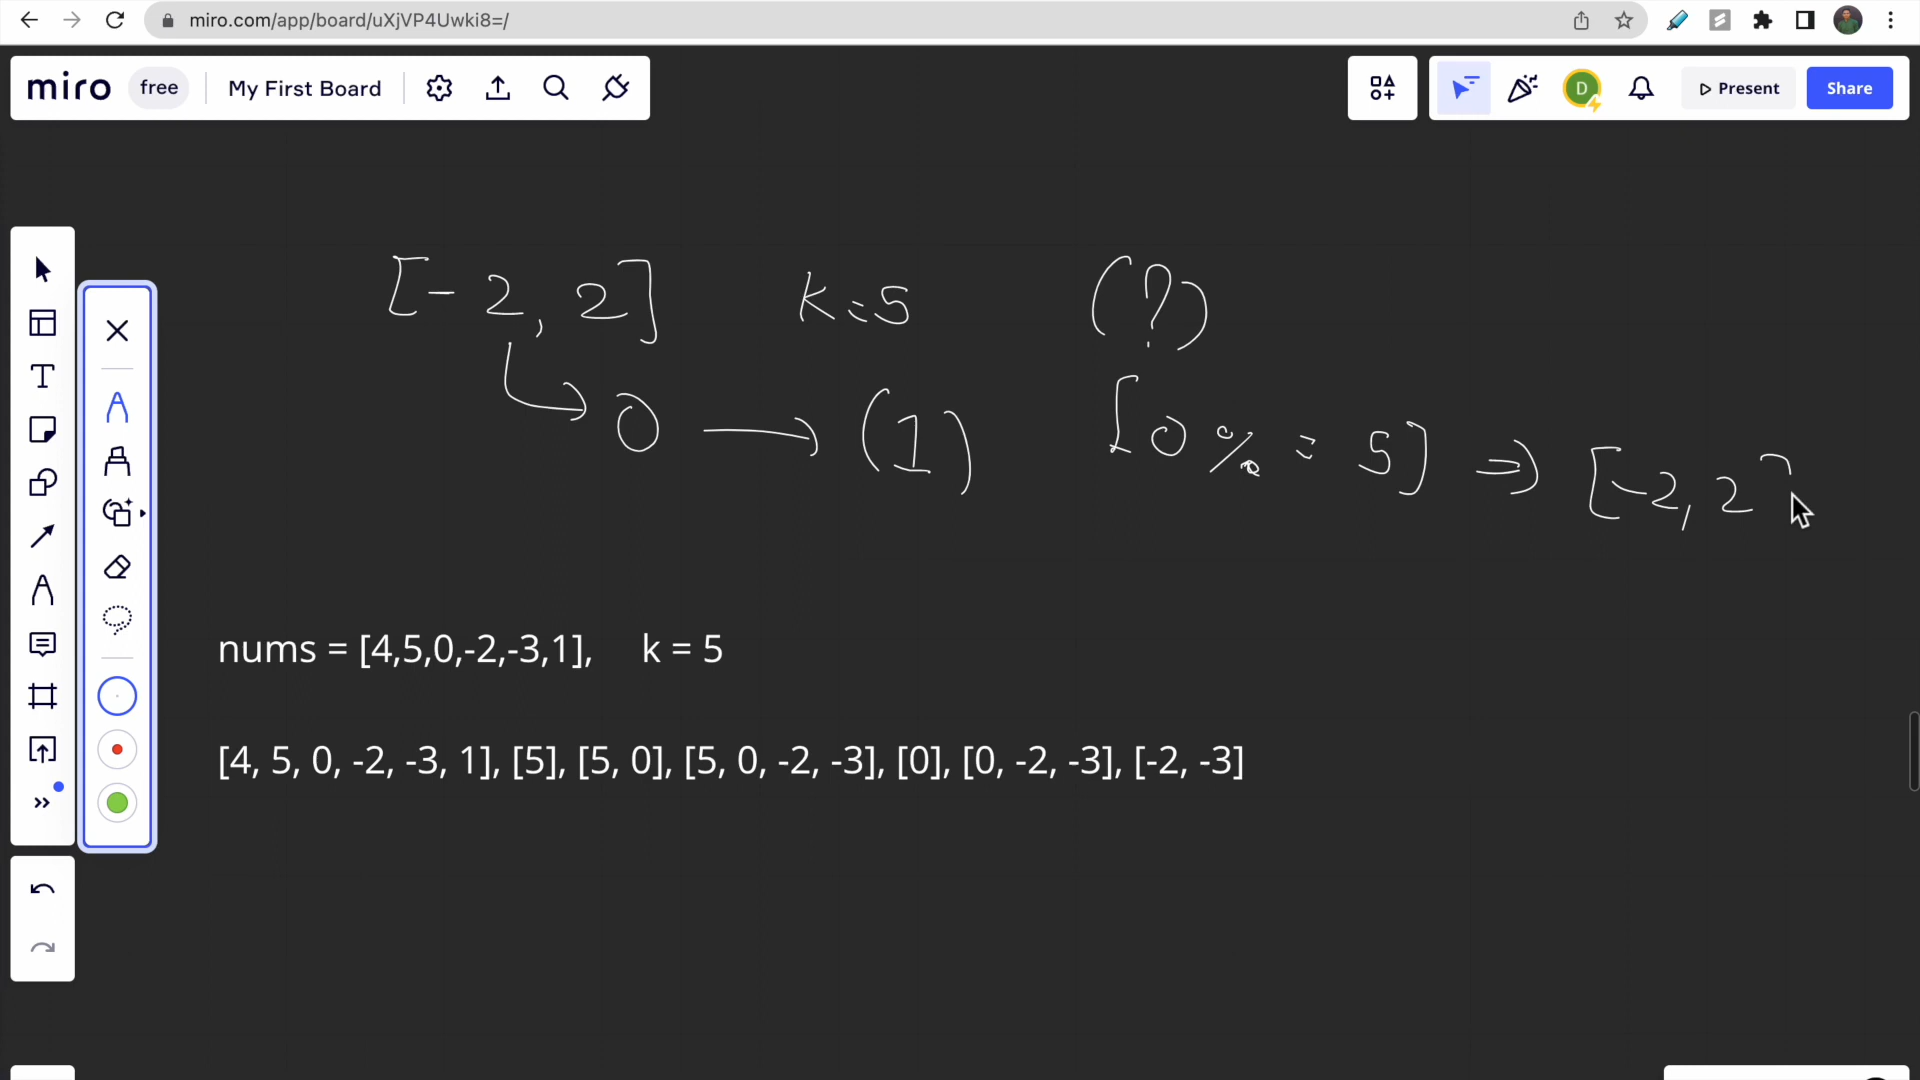 miro.com/app/board/uXjVP4Uwki8=/
miro free My First Board D Present Share
[-2, 2] k=5 (?)
0 → (1) [0 % = 5] ⇒ [-2, 2]
nums = [4,5,0,-2,-3,1], k = 5
[4, 5, 0, -2, -3, 1], [5], [5, 0], [5, 0, -2, -3], [0], [0, -2, -3], [-2, -3]